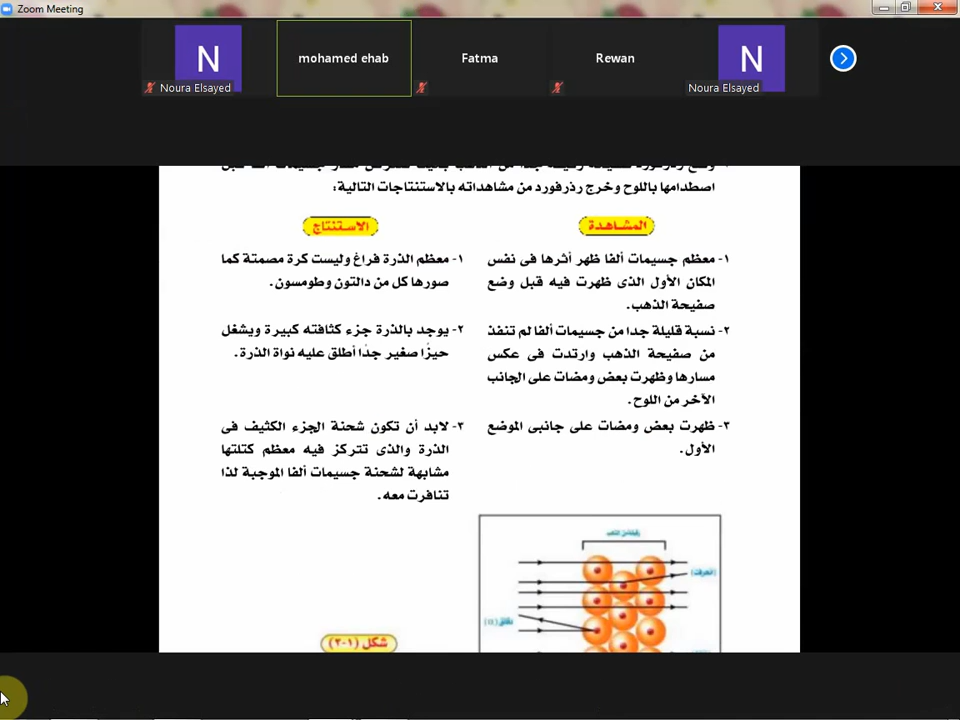 Zoom Meeting
N
Noura Elsayed
mohamed ehab
Fatma
Rewan
N
Noura Elsayed
اصطدامها باللوح وخرج رذرفورد من مشاهداته بالاستنتاجات التالية:
المشاهدة
١- معظم جسيمات ألفا ظهر أثرها فى نفس
المكان الأول الذى ظهرت فيه قبل وضع
صفيحة الذهب.
٢- نسبة قليلة جدا من جسيمات ألفا لم تنفذ
من صفيحة الذهب وارتدت فى عكس
مسارها وظهرت بعض ومضات على الجانب
الآخر من اللوح.
٣- ظهرت بعض ومضات على جانبى الموضع
الأول.
الاستنتاج
١- معظم الذرة فراغ وليست كرة مصمتة كما
صورها كل من دالتون وطومسون.
٢- يوجد بالذرة جزء كثافته كبيرة ويشغل
حيزًا صغير جدًا أطلق عليه نواة الذرة.
٣- لابد أن تكون شحنة الجزء الكثيف فى
الذرة والذى تتركز فيه معظم كتلتها
مشابهة لشحنة جسيمات ألفا الموجبة لذا
تنافرت معه.
رقيقة من الذهب
(انحرفت)
دقائق (α)
شكل (١-٢)